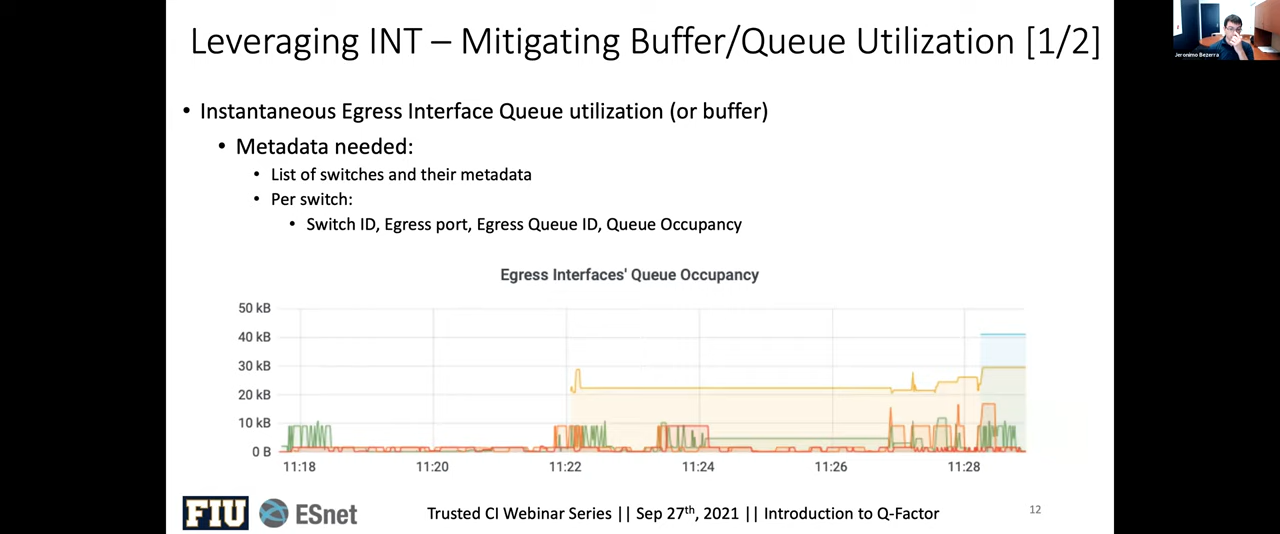 Leveraging INT – Mitigating Buffer/Queue Utilization [1/2]
Jeronimo Bezerra
• Instantaneous Egress Interface Queue utilization (or buffer)
• Metadata needed:
• List of switches and their metadata
• Per switch:
• Switch ID, Egress port, Egress Queue ID, Queue Occupancy
Egress Interfaces' Queue Occupancy
50 kB
40 kB
30 kB
20 kB
10 kB
0 B
11:18 11:20 11:22 11:24 11:26 11:28
FIU ESnet Trusted CI Webinar Series || Sep 27th, 2021 || Introduction to Q-Factor 12